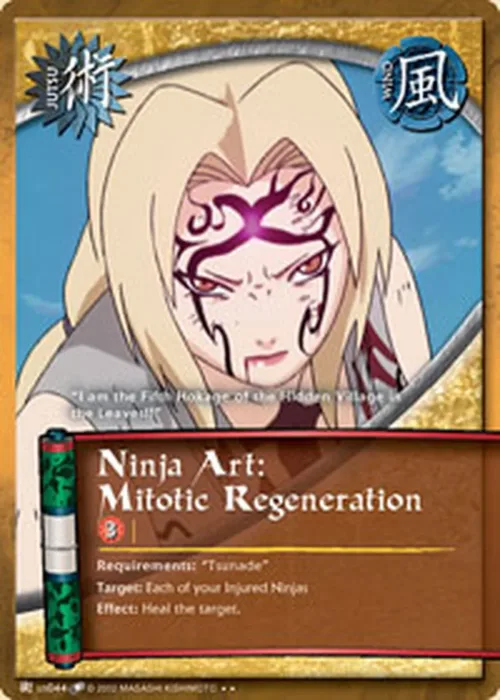 JUTSU 術
WIND 風
"I am the Fifth Hokage of the Hidden Village in
the Leaves!!!"
Ninja Art:
Mitotic Regeneration
3
Requirements: "Tsunade"
Target: Each of your Injured Ninjas
Effect: Heal the target.
© 2002 MASASHI KISHIMOTO